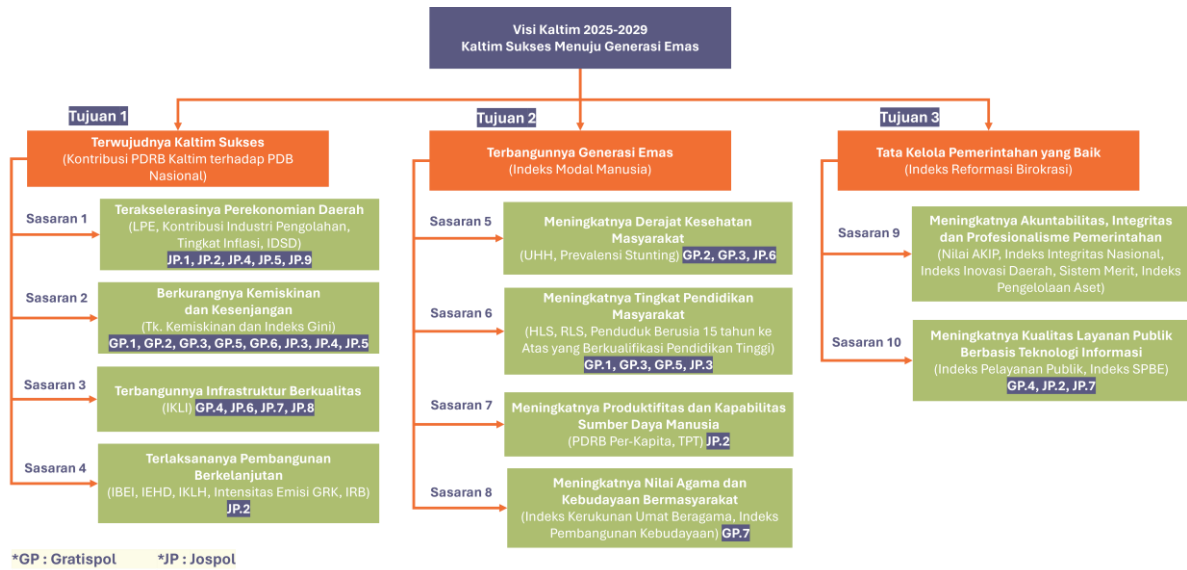 Visi Kaltim 2025-2029
Kaltim Sukses Menuju Generasi Emas
Tujuan 1
Terwujudnya Kaltim Sukses
(Kontribusi PDRB Kaltim terhadap PDB
Nasional)
Sasaran 1
Terakselerasinya Perekonomian Daerah
(LPE, Kontribusi Industri Pengolahan,
Tingkat Inflasi, IDSD)
JP.1, JP.2, JP.4, JP.5, JP.9
Sasaran 2
Berkurangnya Kemiskinan
dan Kesenjangan
(Tk. Kemiskinan dan Indeks Gini)
GP.1, GP.2, GP.3, GP.5, GP.6, JP.3, JP.4, JP.5
Sasaran 3
Terbangunnya Infrastruktur Berkualitas
(IKLI) GP.4, JP.6, JP.7, JP.8
Sasaran 4
Terlaksananya Pembangunan
Berkelanjutan
(IBEI, IEHD, IKLH, Intensitas Emisi GRK, IRB)
JP.2
Tujuan 2
Terbangunnya Generasi Emas
(Indeks Modal Manusia)
Sasaran 5
Meningkatnya Derajat Kesehatan
Masyarakat
(UHH, Prevalensi Stunting) GP.2, GP.3, JP.6
Sasaran 6
Meningkatnya Tingkat Pendidikan
Masyarakat
(HLS, RLS, Penduduk Berusia 15 tahun ke
Atas yang Berkualifikasi Pendidikan Tinggi)
GP.1, GP.3, GP.5, JP.3
Sasaran 7
Meningkatnya Produktifitas dan Kapabilitas
Sumber Daya Manusia
(PDRB Per-Kapita, TPT) JP.2
Sasaran 8
Meningkatnya Nilai Agama dan
Kebudayaan Bermasyarakat
(Indeks Kerukunan Umat Beragama, Indeks
Pembangunan Kebudayaan) GP.7
Tujuan 3
Tata Kelola Pemerintahan yang Baik
(Indeks Reformasi Birokrasi)
Sasaran 9
Meningkatnya Akuntabilitas, Integritas
dan Profesionalisme Pemerintahan
(Nilai AKIP, Indeks Integritas Nasional,
Indeks Inovasi Daerah, Sistem Merit, Indeks
Pengelolaan Aset)
Sasaran 10
Meningkatnya Kualitas Layanan Publik
Berbasis Teknologi Informasi
(Indeks Pelayanan Publik, Indeks SPBE)
GP.4, JP.2, JP.7
*GP : Gratispol *JP : Jospol